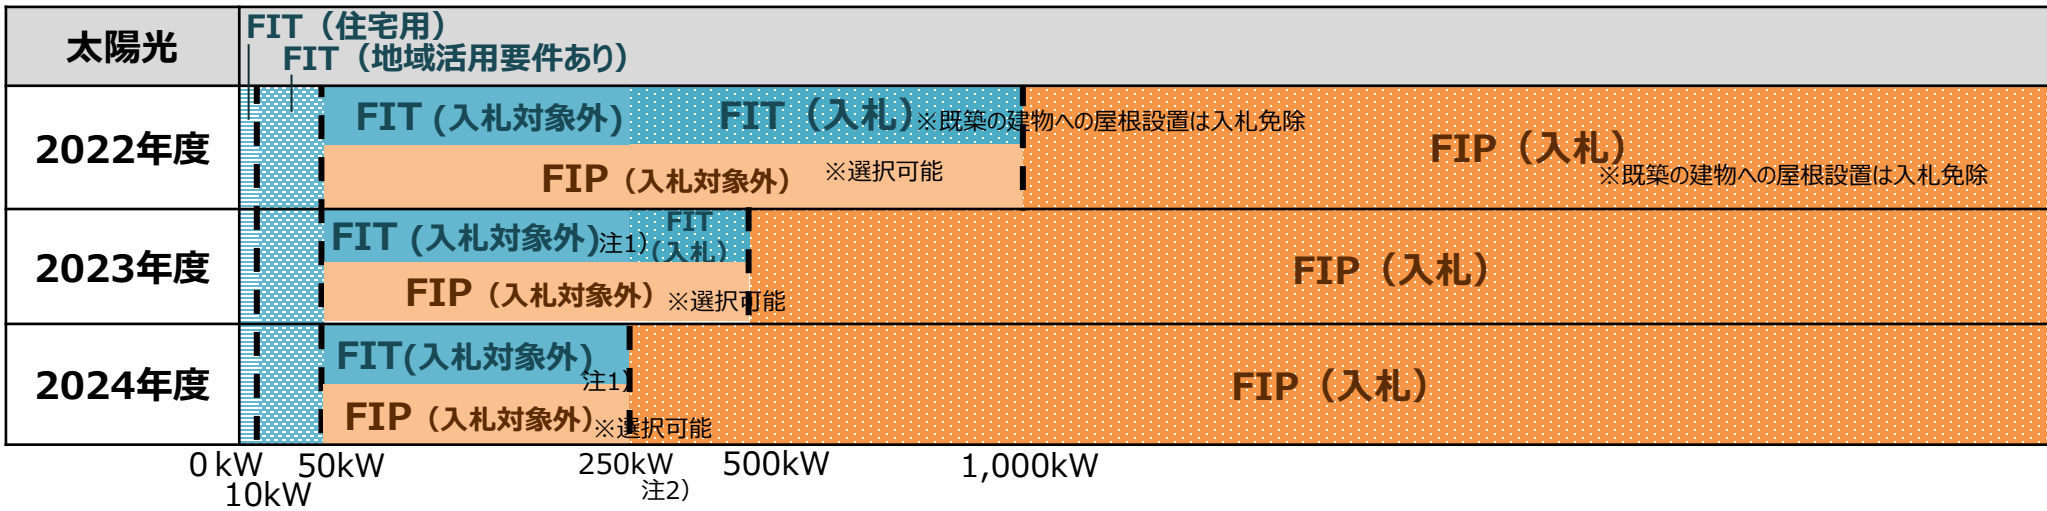 太陽光
FIT（住宅用）
FIT（地域活用要件あり）
2022年度
FIT (入札対象外)
FIT（入札）※既築の建物への屋根設置は入札免除
FIP（入札対象外） ※選択可能
FIP（入札）
※既築の建物への屋根設置は入札免除
2023年度
FIT (入札対象外)注1）
FIT
（入札）
FIP（入札対象外） ※選択可能
FIP（入札）
2024年度
FIT(入札対象外)
注1）
FIP（入札対象外）※選択可能
FIP（入札）
0 kW
10kW
50kW
250kW
注2）
500kW
1,000kW